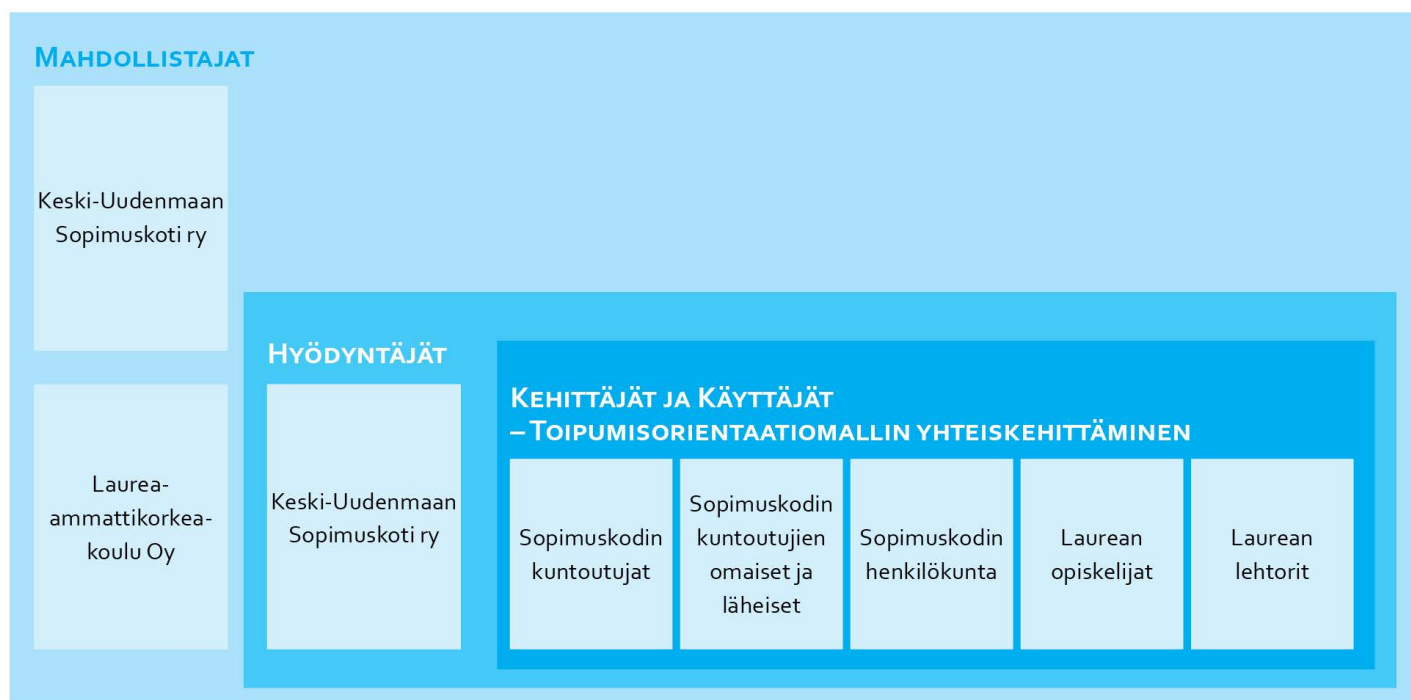 MAHDOLLISTAJAT
Keski-Uudenmaan
Sopimuskoti ry
Laurea-
ammattikorkea-
koulu Oy
HYÖDYNTÄJÄT
Keski-Uudenmaan
Sopimuskoti ry
KEHITTÄJÄT JA KÄYTTÄJÄT
– TOIPUMISORIENTAATIOMALLIN YHTEISKEHITTÄMINEN
Sopimuskodin
kuntoutujat
Sopimuskodin
kuntoutujien
omaiset ja
läheiset
Sopimuskodin
henkilökunta
Laurean
opiskelijat
Laurean
lehtorit